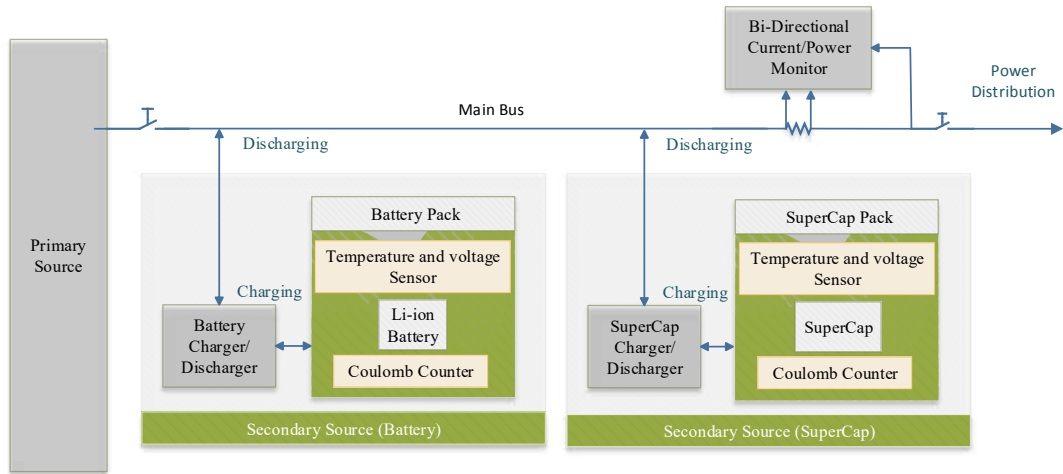 Bi-Directional
Current/Power
Monitor
Power
Distribution
Main Bus
Discharging
Discharging
Primary
Source
Battery Pack
Temperature and voltage
Sensor
Charging
Li-ion
Battery
Battery
Charger/
Discharger
Coulomb Counter
Secondary Source (Battery)
SuperCap Pack
Temperature and voltage
Sensor
Charging
SuperCap
SuperCap
Charger/
Discharger
Coulomb Counter
Secondary Source (SuperCap)